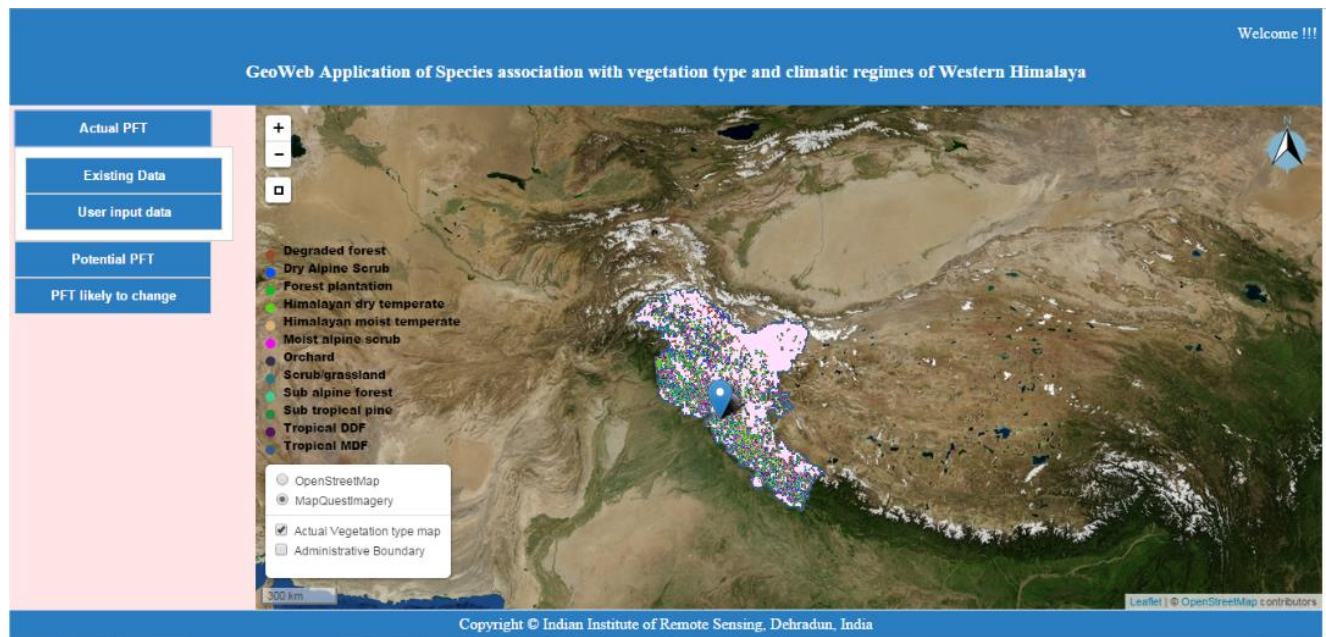 Welcome !!!
GeoWeb Application of Species association with vegetation type and climatic regimes of Western Himalaya
Actual PFT
Existing Data
User input data
Potential PFT
PFT likely to change
+
−
N
Degraded forest
Dry Alpine Scrub
Forest plantation
Himalayan dry temperate
Himalayan moist temperate
Moist alpine scrub
Orchard
Scrub/grassland
Sub alpine forest
Sub tropical pine
Tropical DDF
Tropical MDF
OpenStreetMap
MapQuestImagery
Actual Vegetation type map
Administrative Boundary
300 km
Leaflet | © OpenStreetMap contributors
Copyright © Indian Institute of Remote Sensing, Dehradun, India